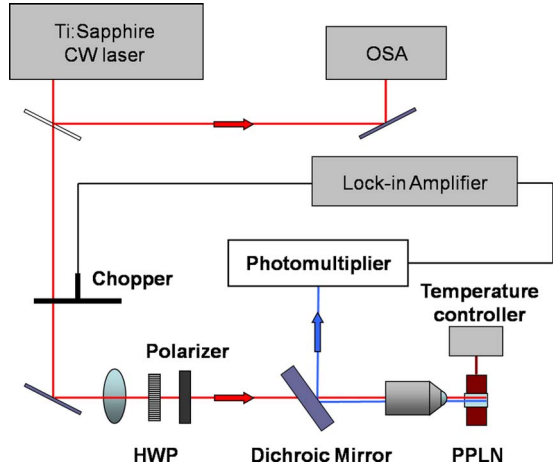 Ti:Sapphire
CW laser
OSA
Lock-in Amplifier
Chopper
Photomultiplier
Temperature
controller
Polarizer
HWP
Dichroic Mirror
PPLN